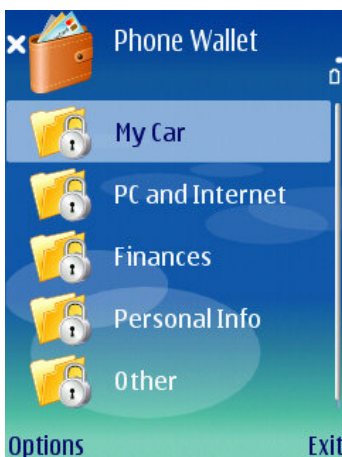 Phone Wallet
My Car
PC and Internet
Finances
Personal Info
Other
Options Exit